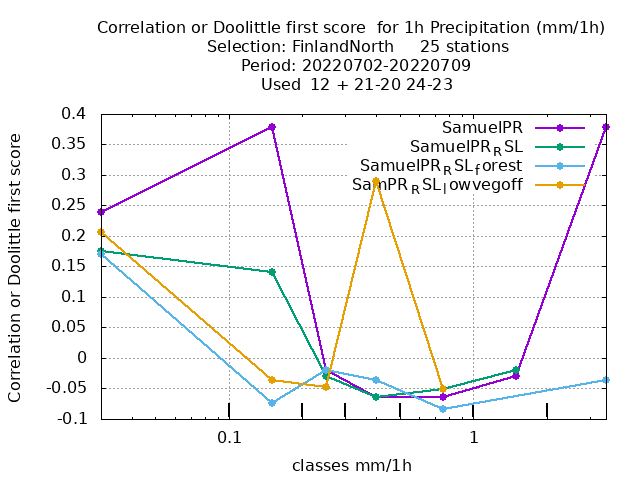 Correlation or Doolittle first score  for 1h Precipitation (mm/1h)
Selection: FinlandNorth     25 stations
Period: 20220702-20220709
Used  12 + 21-20 24-23
Correlation or Doolittle first score
0.4
0.35
0.3
0.25
0.2
0.15
0.1
0.05
0
-0.05
-0.1
SamuelPR
SamuelPR_RSL
SamuelPR_RSL_forest
SamPR_RSL_lowvegoff
0.1
1
classes mm/1h